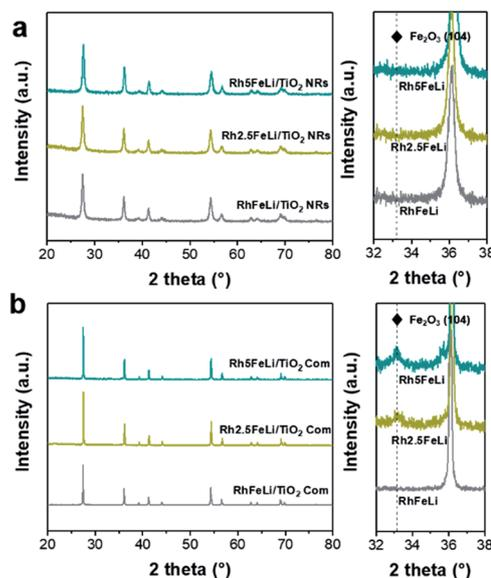 a
Intensity (a.u.)
Rh5FeLi/TiO₂ NRs
Rh2.5FeLi/TiO₂ NRs
RhFeLi/TiO₂ NRs
20 30 40 50 60 70 80
2 theta (°)
Intensity (a.u.)
◆ Fe₂O₃ (104)
Rh5FeLi
Rh2.5FeLi
RhFeLi
32 34 36 38
2 theta (°)
b
Intensity (a.u.)
Rh5FeLi/TiO₂ Com
Rh2.5FeLi/TiO₂ Com
RhFeLi/TiO₂ Com
20 30 40 50 60 70 80
2 theta (°)
Intensity (a.u.)
◆ Fe₂O₃ (104)
Rh5FeLi
Rh2.5FeLi
RhFeLi
32 34 36 38
2 theta (°)